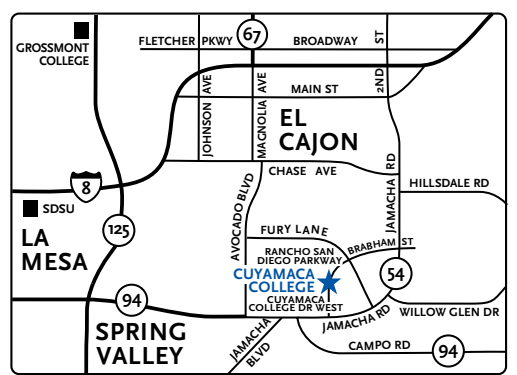 GROSSMONT
COLLEGE
FLETCHER PKWY
67
BROADWAY
2ND ST
JOHNSON AVE
MAGNOLIA AVE
MAIN ST
EL
CAJON
CHASE AVE
JAMACHA RD
HILLSDALE RD
8
SDSU
LA
MESA
125
AVOCADO BLVD
FURY LANE
RANCHO SAN
DIEGO PARKWAY
BRABHAM ST
CUYAMACA
COLLEGE
CUYAMACA
COLLEGE DR WEST
54
94
JAMACHA RD
WILLOW GLEN DR
SPRING
VALLEY
JAMACHA
BLVD
CAMPO RD
94